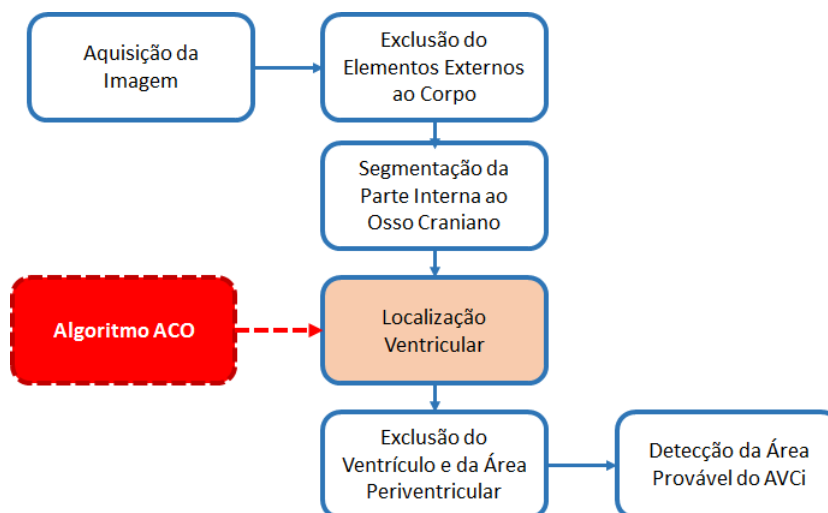 Aquisição da
Imagem
Exclusão do
Elementos Externos
ao Corpo
Segmentação da
Parte Interna ao
Osso Craniano
Algoritmo ACO
Localização
Ventricular
Exclusão do
Ventrículo e da Área
Periventricular
Detecção da Área
Provável do AVCi